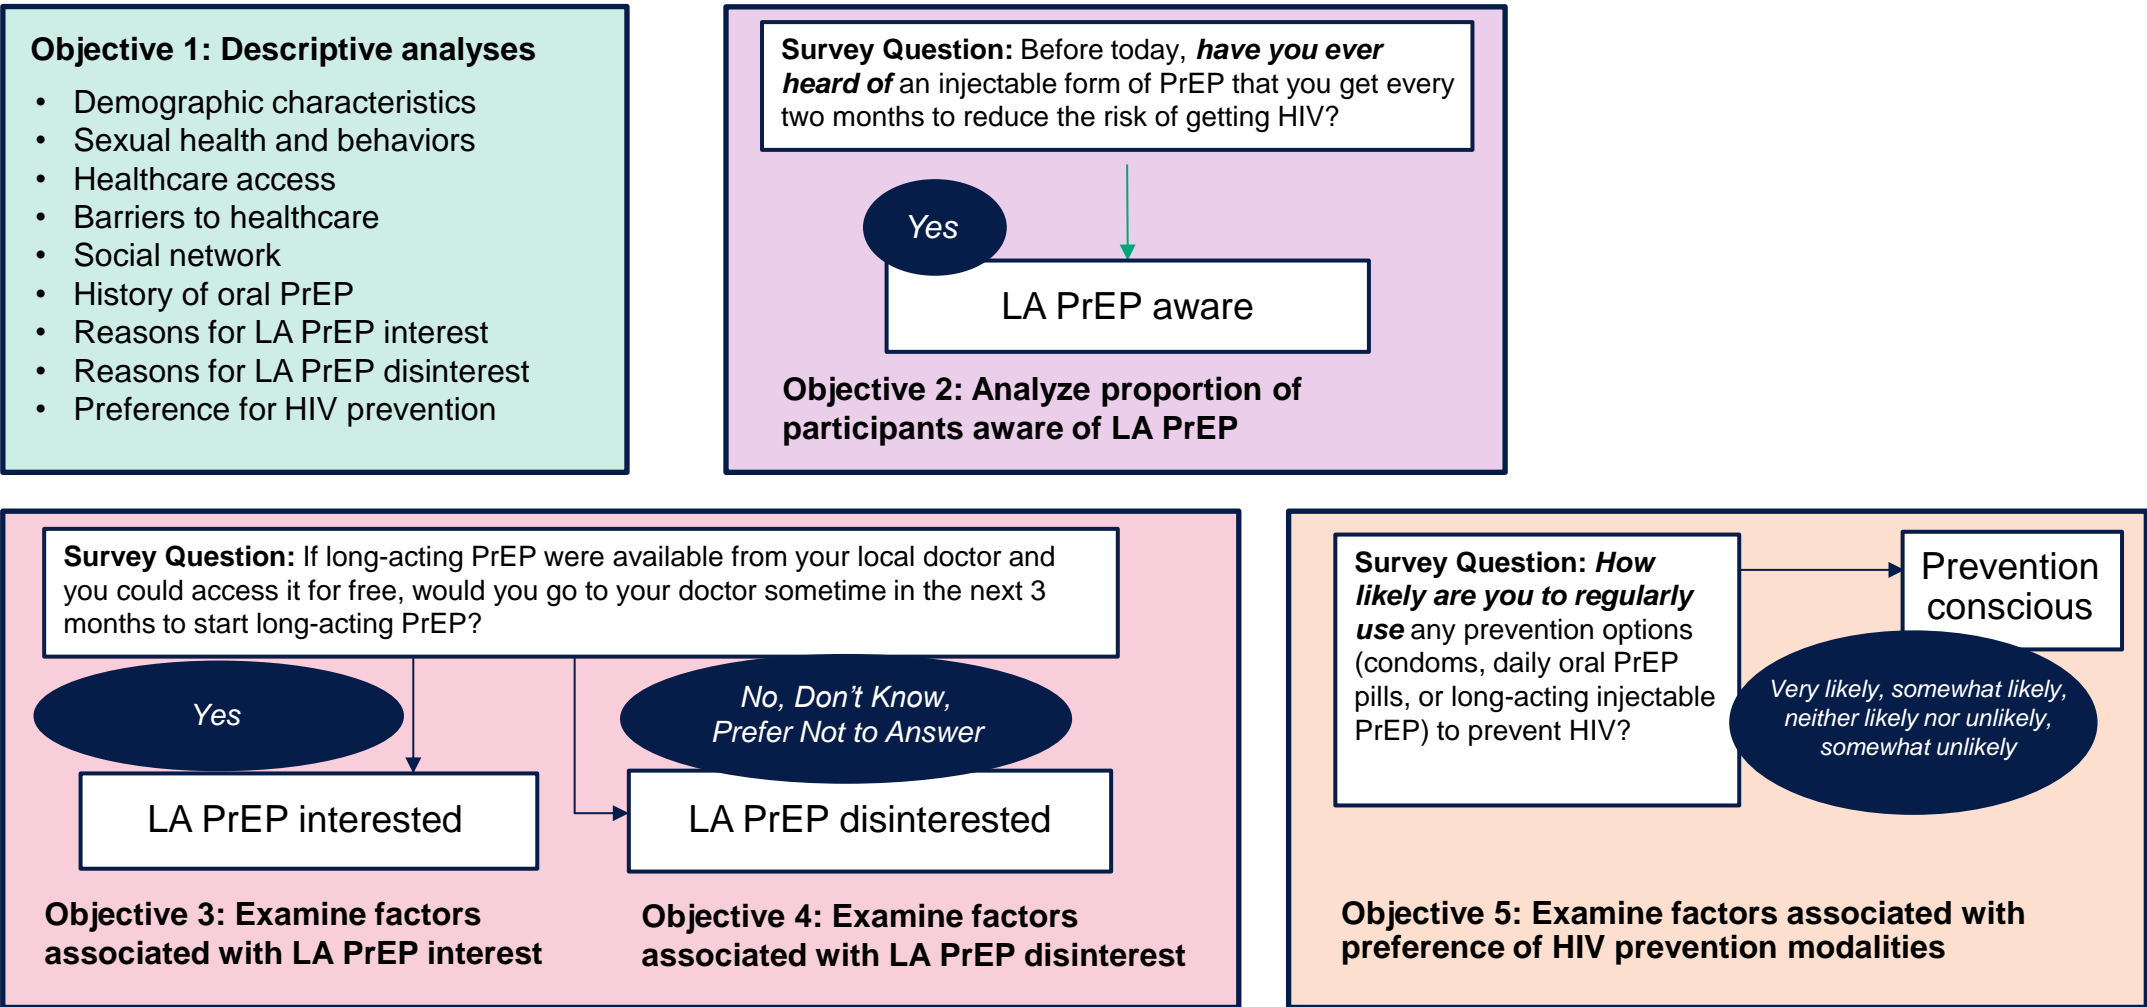 Objective 1: Descriptive analyses
• Demographic characteristics
• Sexual health and behaviors
• Healthcare access
• Barriers to healthcare
• Social network
• History of oral PrEP
• Reasons for LA PrEP interest
• Reasons for LA PrEP disinterest
• Preference for HIV prevention
Survey Question: Before today, have you ever
heard of an injectable form of PrEP that you get every
two months to reduce the risk of getting HIV?
Yes
LA PrEP aware
Objective 2: Analyze proportion of
participants aware of LA PrEP
Survey Question: If long-acting PrEP were available from your local doctor and
you could access it for free, would you go to your doctor sometime in the next 3
months to start long-acting PrEP?
Yes
No, Don’t Know,
Prefer Not to Answer
LA PrEP interested
LA PrEP disinterested
Objective 3: Examine factors
associated with LA PrEP interest
Objective 4: Examine factors
associated with LA PrEP disinterest
Survey Question: How
likely are you to regularly
use any prevention options
(condoms, daily oral PrEP
pills, or long-acting injectable
PrEP) to prevent HIV?
Prevention
conscious
Very likely, somewhat likely,
neither likely nor unlikely,
somewhat unlikely
Objective 5: Examine factors associated with
preference of HIV prevention modalities